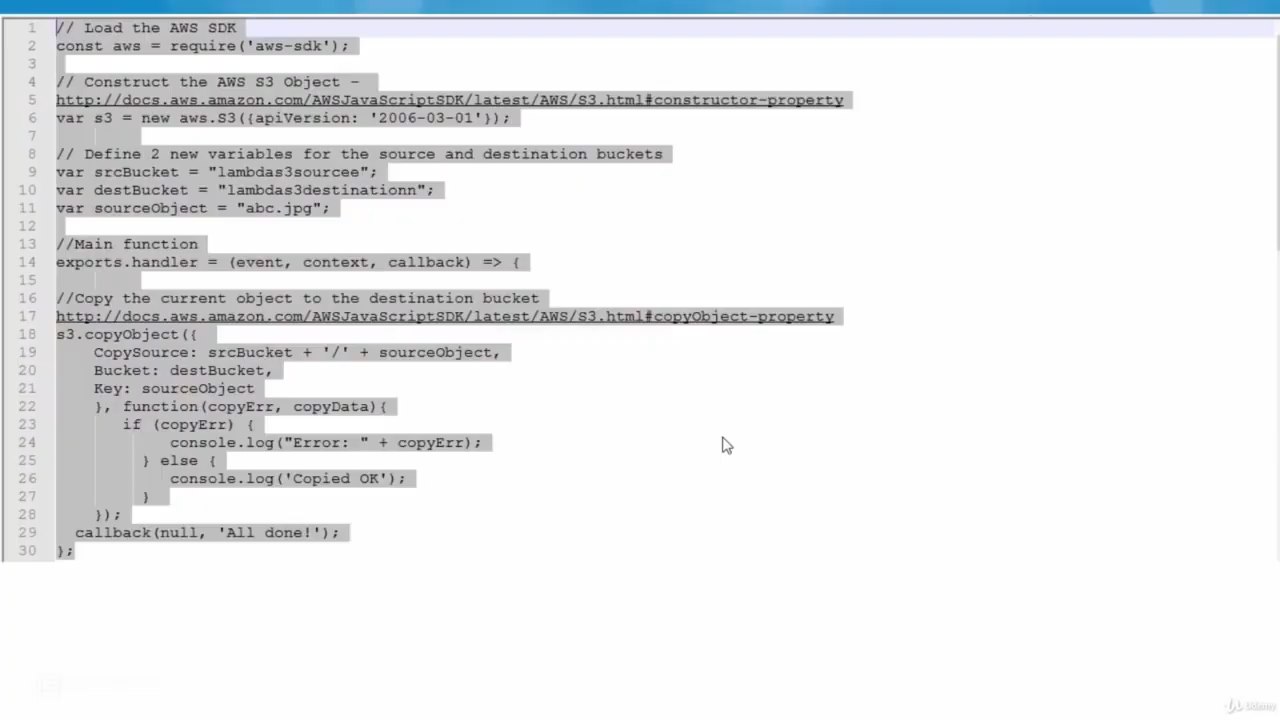 1 // Load the AWS SDK
2 const aws = require('aws-sdk');
3
4 // Construct the AWS S3 Object -
5 http://docs.aws.amazon.com/AWSJavaScriptSDK/latest/AWS/S3.html#constructor-property
6 var s3 = new aws.S3({apiVersion: '2006-03-01'});
7
8 // Define 2 new variables for the source and destination buckets
9 var srcBucket = "lambdas3sourcee";
10 var destBucket = "lambdas3destinationn";
11 var sourceObject = "abc.jpg";
12
13 //Main function
14 exports.handler = (event, context, callback) => {
15
16 //Copy the current object to the destination bucket
17 http://docs.aws.amazon.com/AWSJavaScriptSDK/latest/AWS/S3.html#copyObject-property
18 s3.copyObject({
19 CopySource: srcBucket + '/' + sourceObject,
20 Bucket: destBucket,
21 Key: sourceObject
22 }, function(copyErr, copyData){
23 if (copyErr) {
24 console.log("Error: " + copyErr);
25 } else {
26 console.log('Copied OK');
27 }
28 });
29 callback(null, 'All done!');
30 };
Udemy